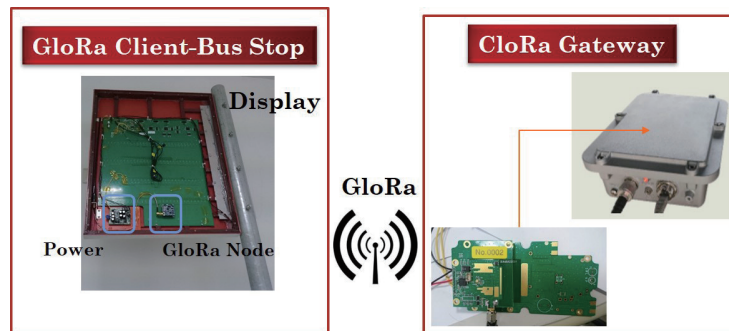 GloRa Client-Bus Stop
Display
Power
GloRa Node
GloRa
CloRa Gateway
No.0002